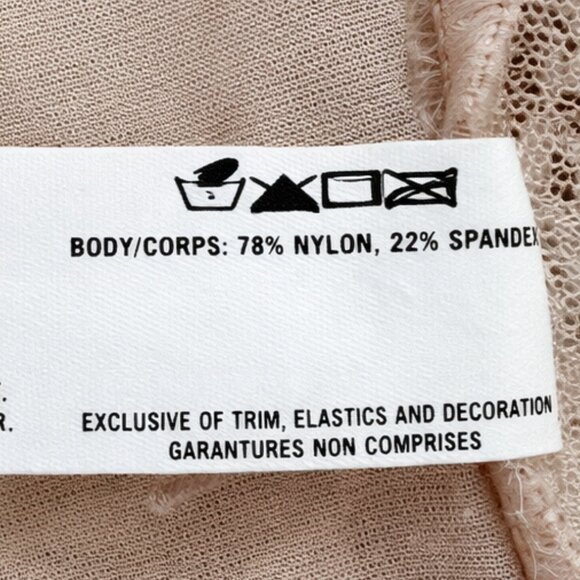 BODY/CORPS: 78% NYLON, 22% SPANDEX
.
R.
EXCLUSIVE OF TRIM, ELASTICS AND DECORATION
GARANTURES NON COMPRISES